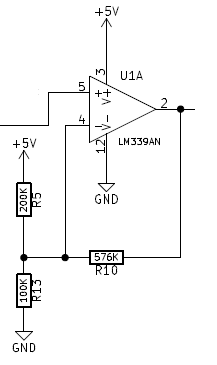 +5V
U1A
3
5
+
V+
2
4
-
V-
LM339AN
12
+5V
GND
200K
R5
576K
R10
100K
R13
GND